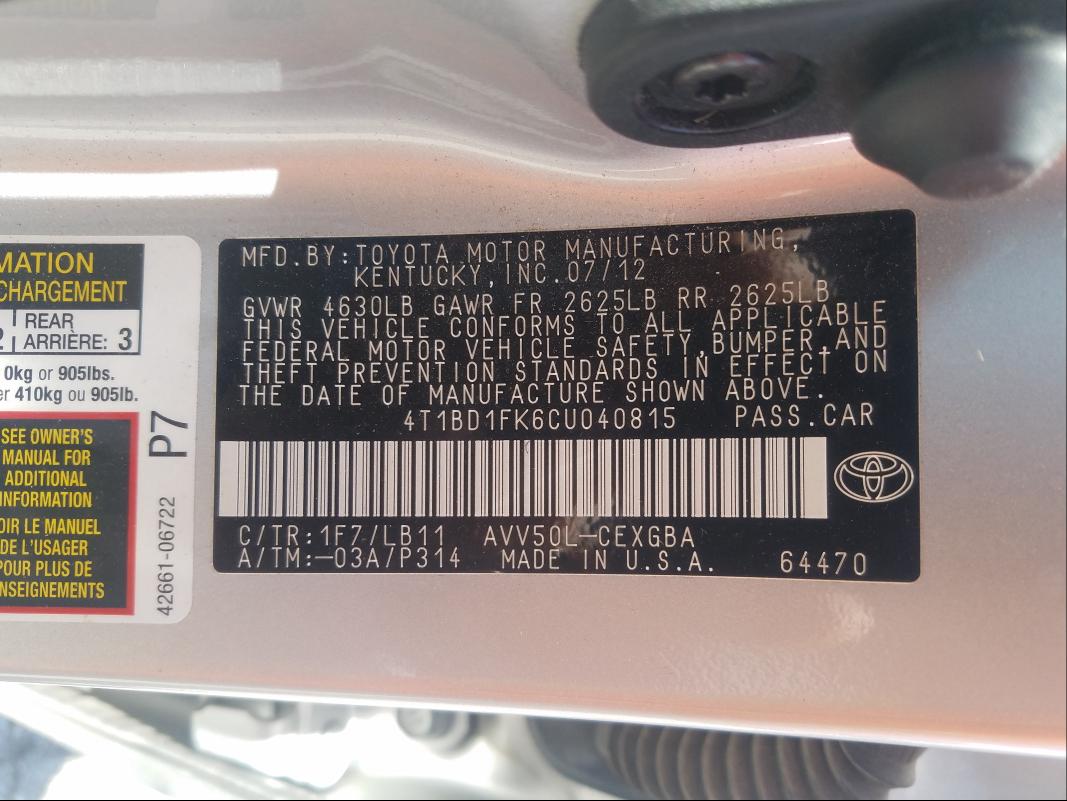 MATION
CHARGEMENT
2 REAR
ARRIÈRE: 3
0kg or 905lbs.
er 410kg ou 905lb.
SEE OWNER'S
MANUAL FOR
ADDITIONAL
INFORMATION
OIR LE MANUEL
DE L'USAGER
POUR PLUS DE
ENSEIGNEMENTS
P7
42661-06722
MFD.BY:TOYOTA MOTOR MANUFACTURING,
KENTUCKY, INC.07/12
GVWR 4630LB GAWR FR 2625LB RR 2625LB
THIS VEHICLE CONFORMS TO ALL APPLICABLE
FEDERAL MOTOR VEHICLE SAFETY,BUMPER,AND
THEFT PREVENTION STANDARDS IN EFFECT ON
THE DATE OF MANUFACTURE SHOWN ABOVE.
4T1BD1FK6CU040815 PASS.CAR
C/TR:1F7/LB11 AVV50L-CEXGBA
A/TM:-03A/P314 MADE IN U.S.A. 64470